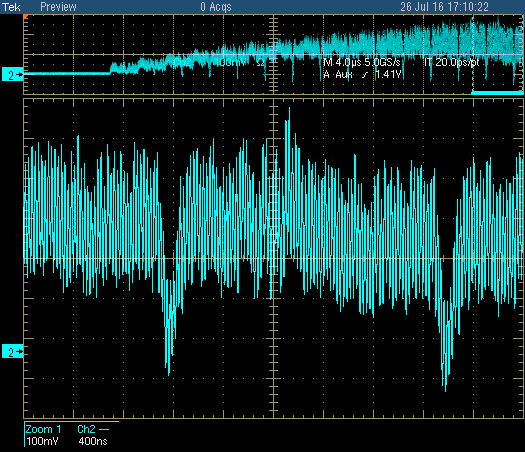 Tek Preview 0 Acqs 26 Jul 16 17:10:22
M 4.0µs 5.0GS/s IT 20.0ps/pt
A Aux ∫ 1.41V
2
2
Zoom 1 Ch2
100mV 400ns